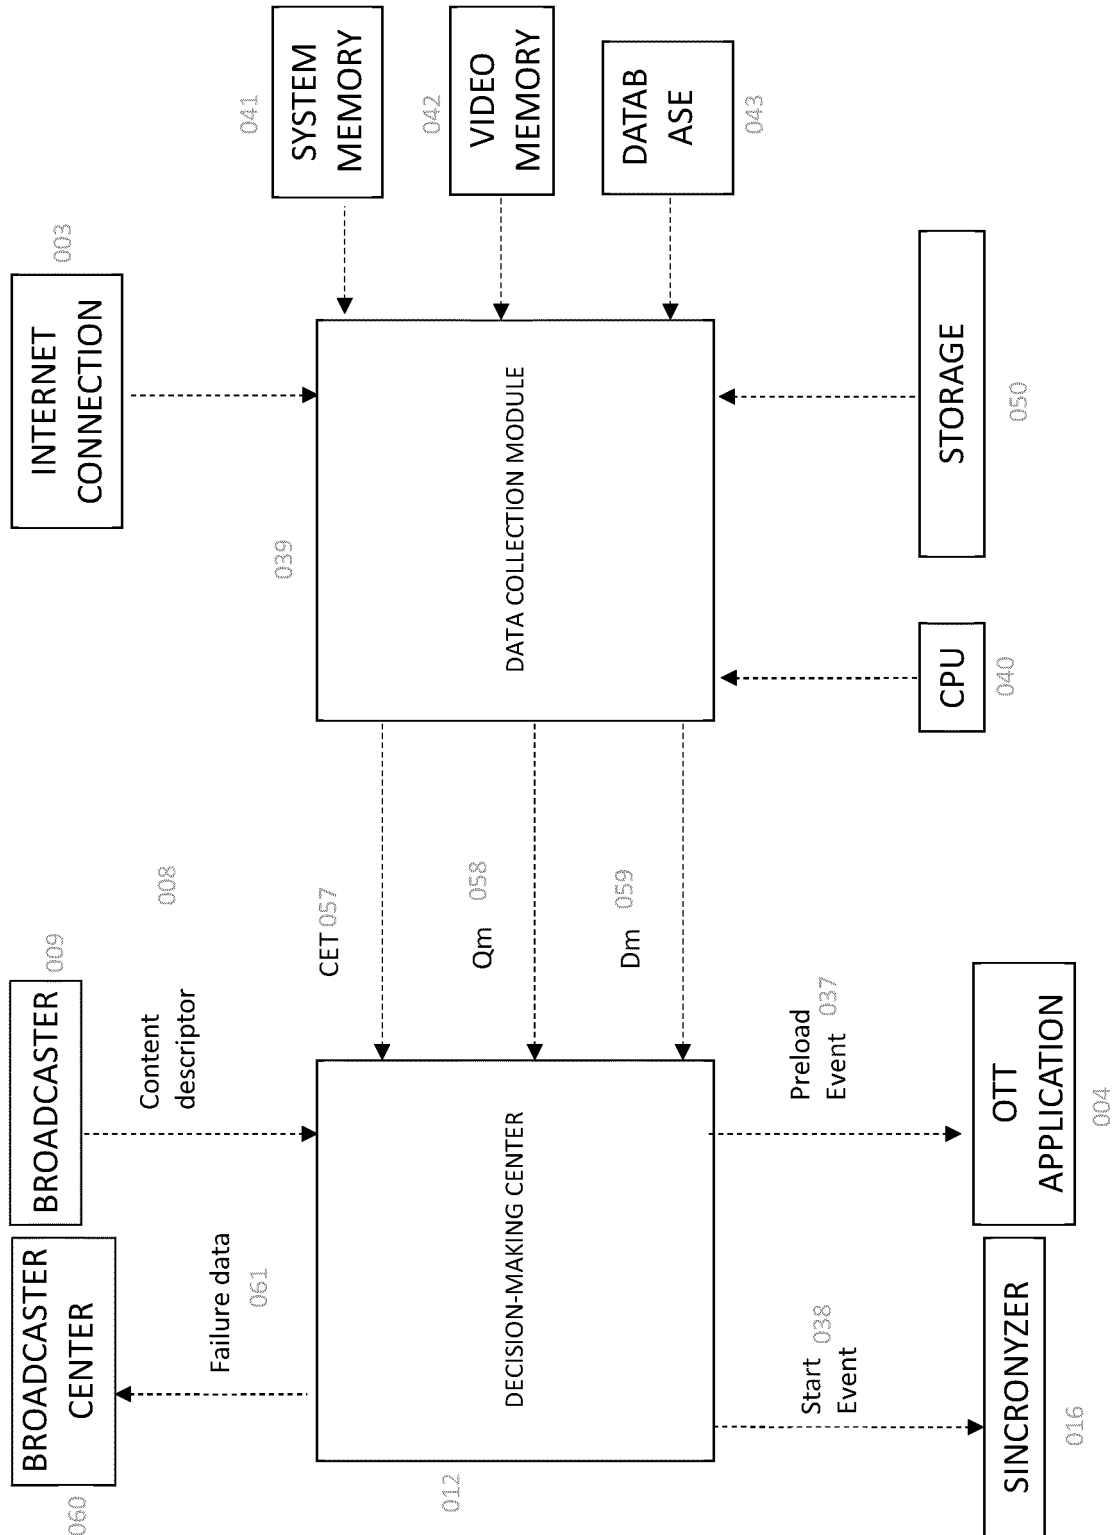 BROADCASTER
CENTER
060
BROADCASTER
009
INTERNET
CONNECTION
003
Failure data
061
Content
descriptor
008
SYSTEM
MEMORY
041
VIDEO
MEMORY
042
DATAB
ASE
043
012
DECISION-MAKING CENTER
CET 057
Qm 058
Dm 059
039
DATA COLLECTION MODULE
Start
Event
038
Preload
Event
037
SINCRONYZER
016
OTT
APPLICATION
004
CPU
040
STORAGE
050